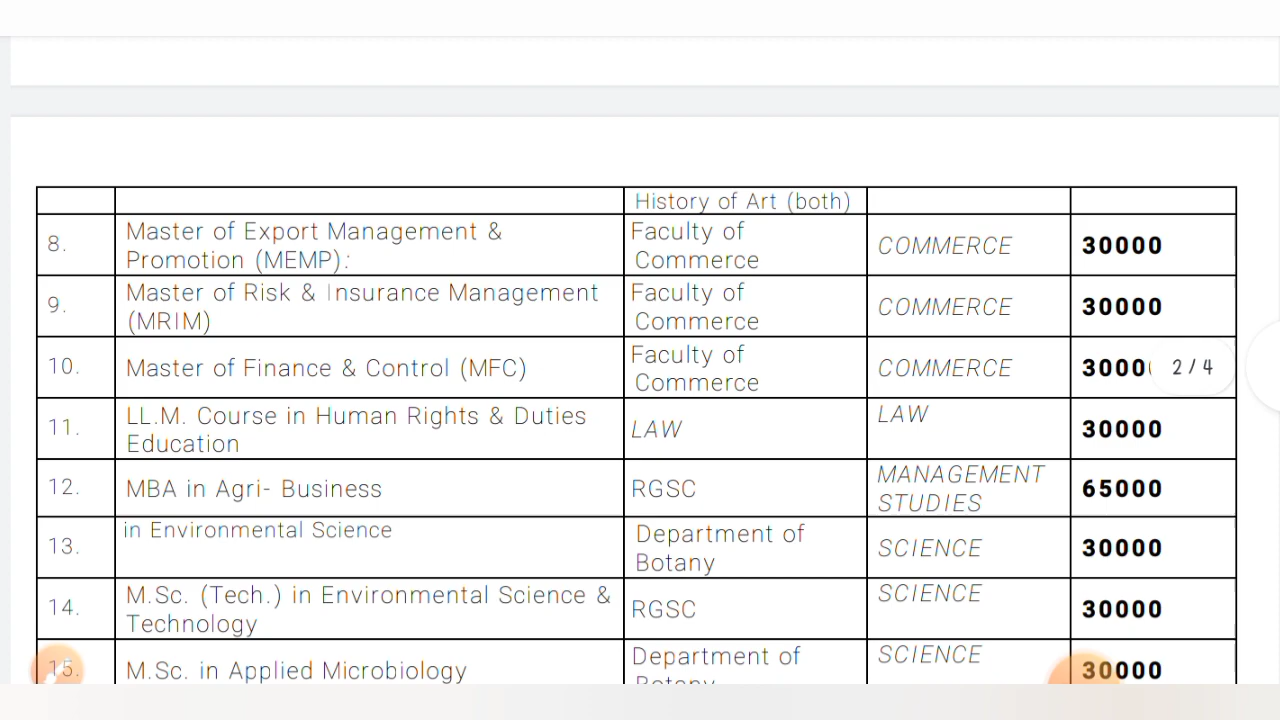 History of Art (both)
8. Master of Export Management & Promotion (MEMP): Faculty of Commerce COMMERCE 30000
9. Master of Risk & Insurance Management (MRIM) Faculty of Commerce COMMERCE 30000
10. Master of Finance & Control (MFC) Faculty of Commerce COMMERCE 3000
2 / 4
11. LL.M. Course in Human Rights & Duties Education LAW LAW 30000
12. MBA in Agri- Business RGSC MANAGEMENT STUDIES 65000
13. in Environmental Science Department of Botany SCIENCE 30000
14. M.Sc. (Tech.) in Environmental Science & Technology RGSC SCIENCE 30000
15. M.Sc. in Applied Microbiology Department of Botany SCIENCE 30000